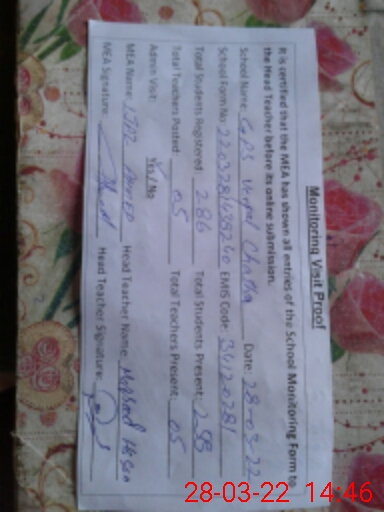 Monitoring Visit Proof
It is certified that the MEA has shown all entries of the School Monitoring Form to
the Head Teacher before its online submission.
School Name: GPS Chatha Date: 28-03-22
School Form No: EMIS Code: 34120281
Total Students Registered: 286 Total Students Present: 258
Total Teachers Posted: 05 Total Teachers Present: 05
Admin Visit: Yes / No
MEA Name: Head Teacher Name:
MEA Signature: Head Teacher Signature:
28-03-22 14:46